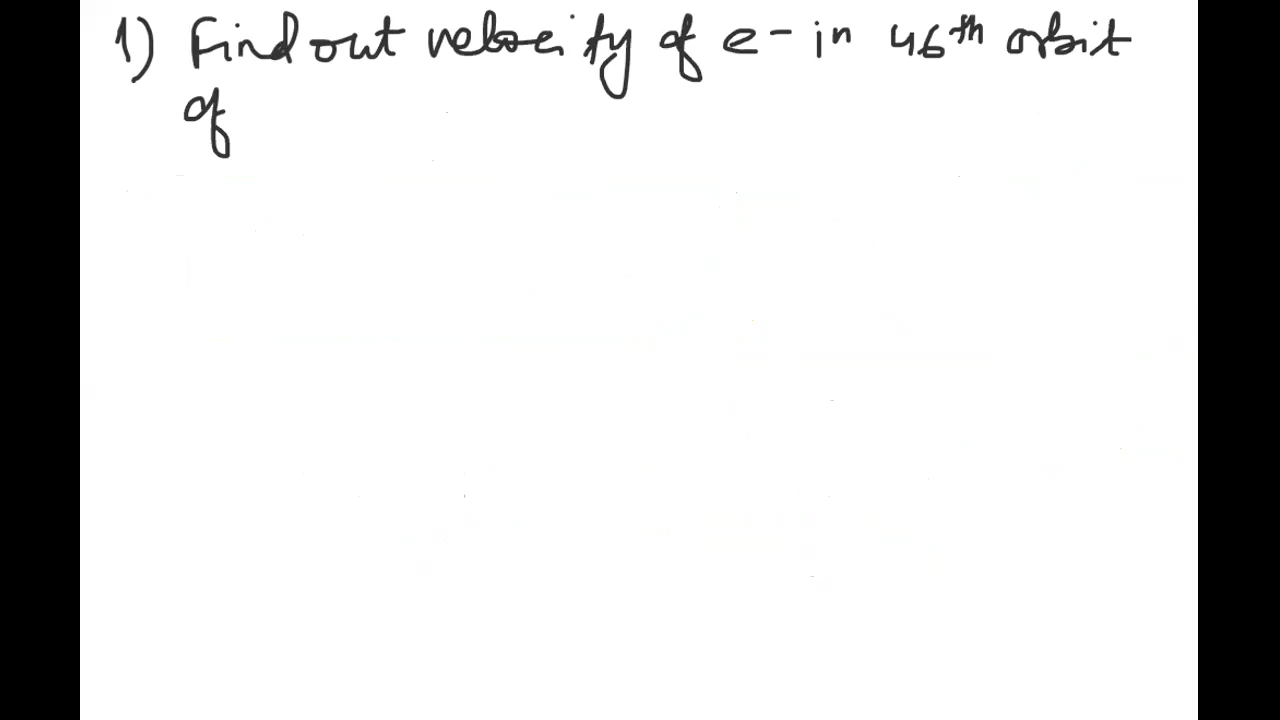 1) Find out velocity of e- in 46th orbit
of